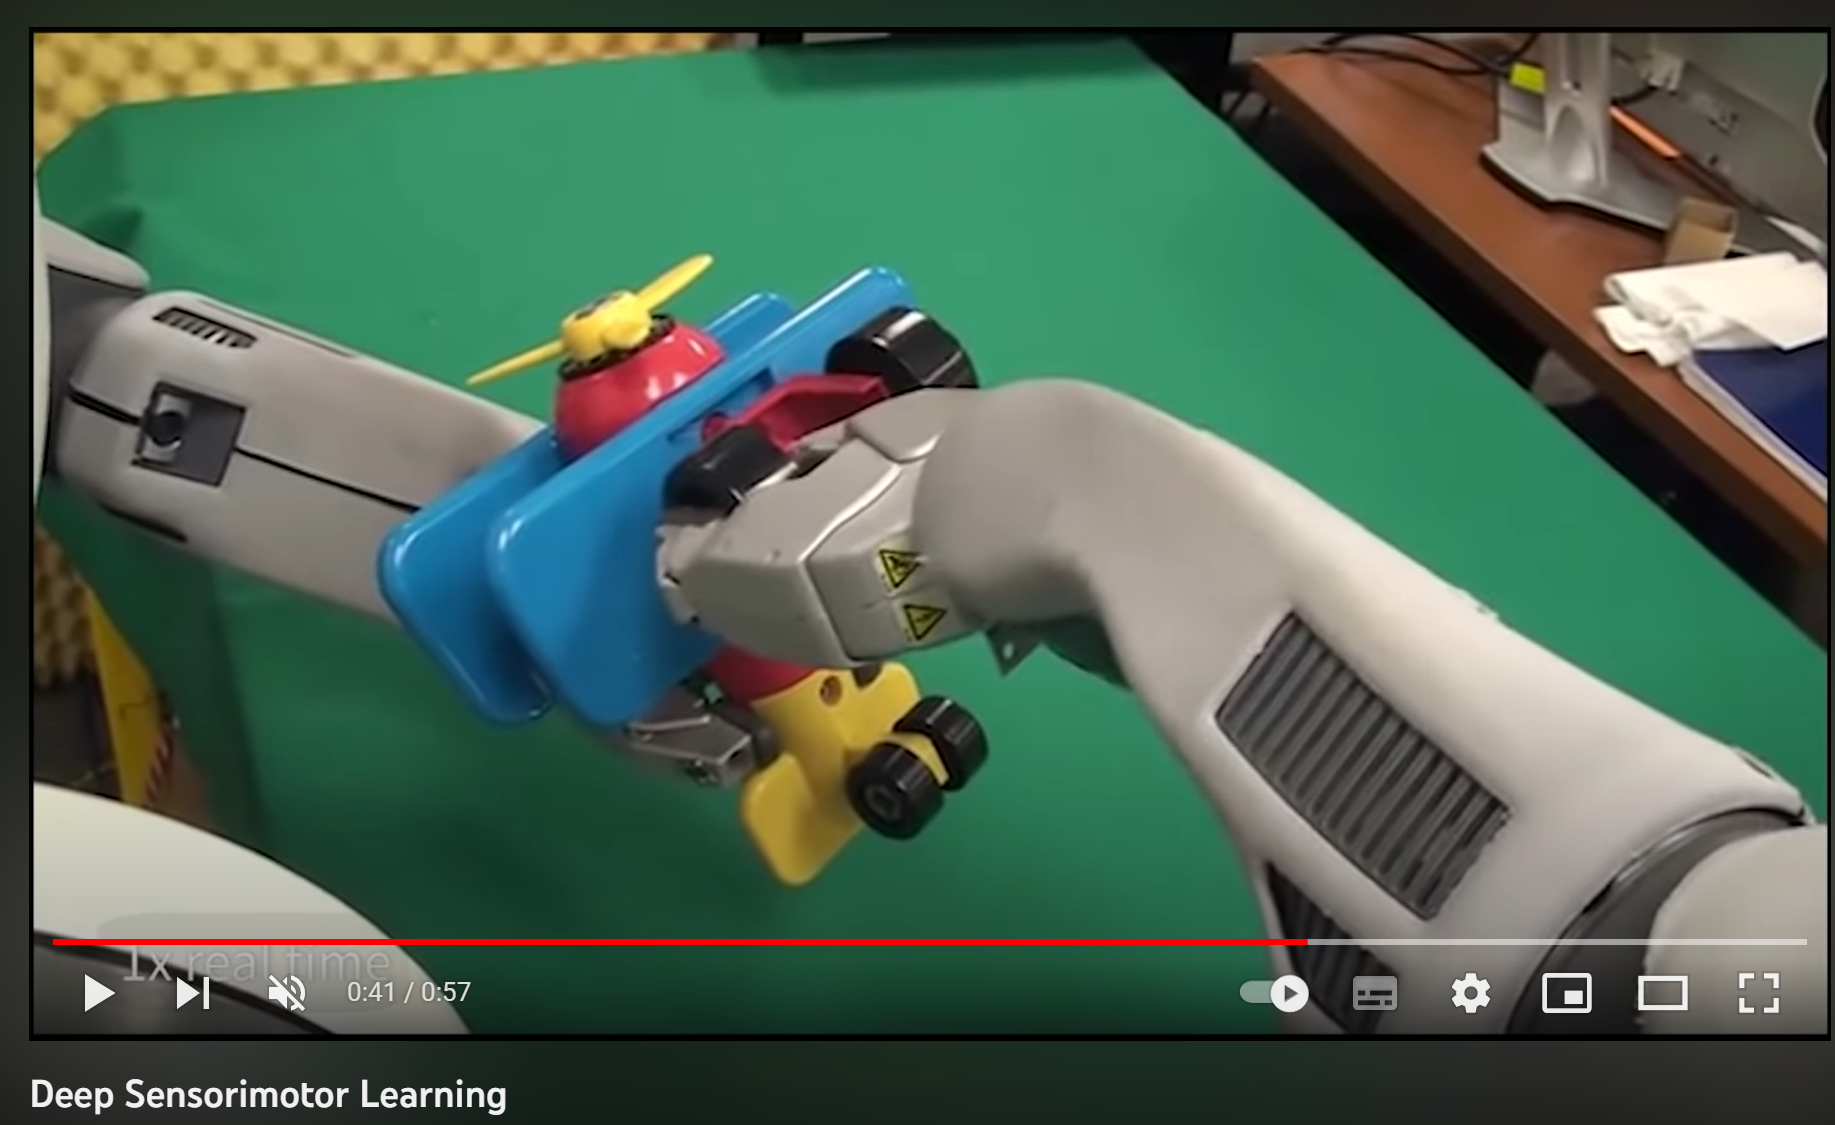 1x real time
0:41 / 0:57
Deep Sensorimotor Learning